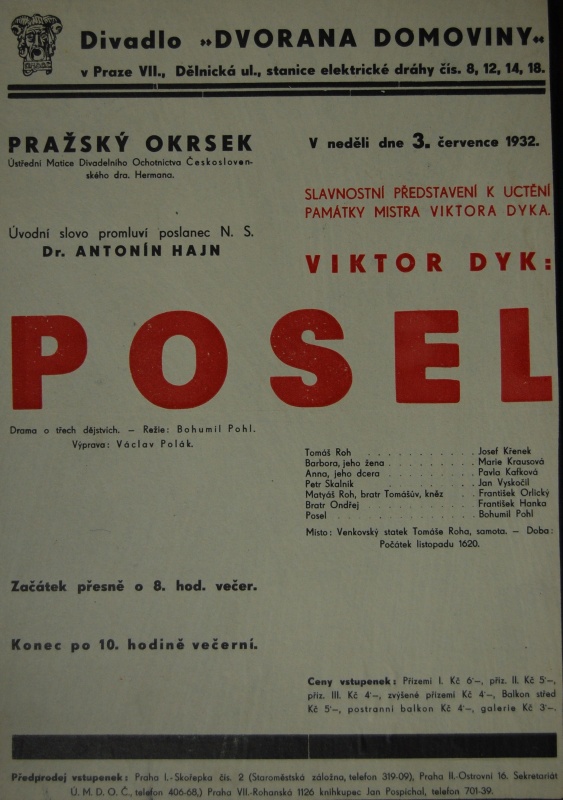 Divadlo »DVORANA DOMOVINY«
v Praze VII., Dělnická ul., stanice elektrické dráhy čís. 8, 12, 14, 18.
PRAŽSKÝ OKRSEK
Ústřední Matice Divadelního Ochotnictva Českosloven-
ského dra. Hermana.
V neděli dne 3. července 1932.
Úvodní slovo promluví poslanec N. S.
Dr. ANTONÍN HAJN
SLAVNOSTNÍ PŘEDSTAVENÍ K UCTĚNÍ
PAMÁTKY MISTRA VIKTORA DYKA.
VIKTOR DYK:
POSEL
Drama o třech dějstvích. — Režie: Bohumil Pohl.
Výprava: Václav Polák.
Tomáš Roh . . . . . . . . . . . Josef Křenek
Barbora, jeho žena . . . . . . . . . Marie Krausová
Anna, jeho dcera . . . . . . . . . Pavla Kafková
Petr Skalník . . . . . . . . . . . Jan Vyskočil
Matyáš Roh, bratr Tomášův, kněz . . František Orlický
Bratr Ondřej . . . . . . . . . . František Hanka
Posel . . . . . . . . . . . . . Bohumil Pohl
Místo: Venkovský statek Tomáše Roha, samota. — Doba:
Počátek listopadu 1620.
Začátek přesně o 8. hod. večer.
Konec po 10. hodině večerní.
Ceny vstupenek: Přízemí I. Kč 6·—, příz. II. Kč 5·—,
příz. III. Kč 4·—, zvýšené přízemí Kč 4·—, Balkon střed
Kč 5·—, postranní balkon Kč 4·—, galerie Kč 3·—.
Předprodej vstupenek: Praha I.-Skořepka čís. 2 (Staroměstská záložna, telefon 319-09), Praha II.-Ostrovní 16. Sekretariát
Ú. M. D. O. Č., telefon 406-68,) Praha VII.-Rohanská 1126 knihkupec Jan Pospíchal, telefon 701-39.